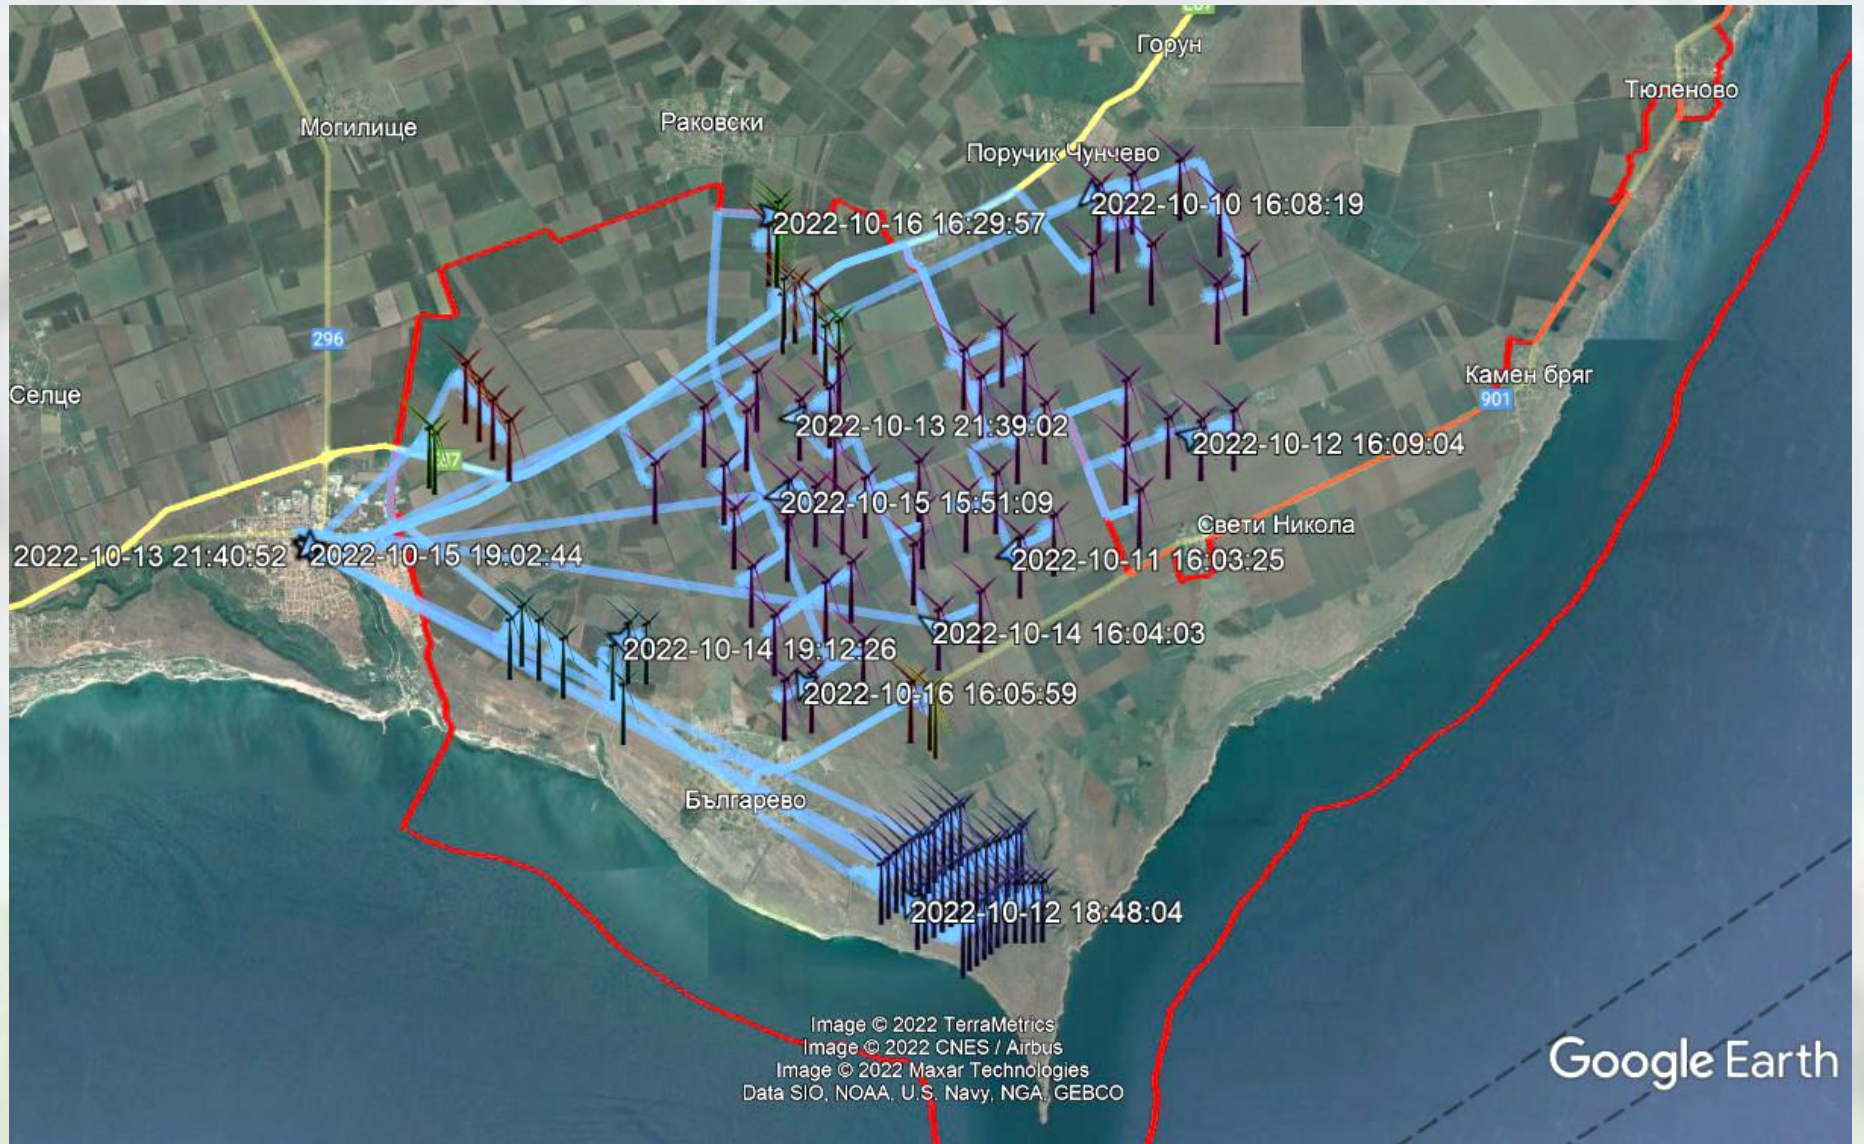 Горун
Тюленово
Могилище
Раковски
Поручик Чунчево
2022-10-10 16:08:19
2022-10-16 16:29:57
296
Камен бряг
Селце
901
2022-10-13 21:39:02
2022-10-12 16:09:04
2022-10-15 15:51:09
Свети Никола
2022-10-13 21:40:52
2022-10-15 19:02:44
2022-10-11 16:03:25
2022-10-14 16:04:03
2022-10-14 19:12:26
2022-10-16 16:05:59
Българево
2022-10-12 18:48:04
Image © 2022 TerraMetrics
Image © 2022 CNES / Airbus
Image © 2022 Maxar Technologies
Data SIO, NOAA, U.S. Navy, NGA, GEBCO
Google Earth